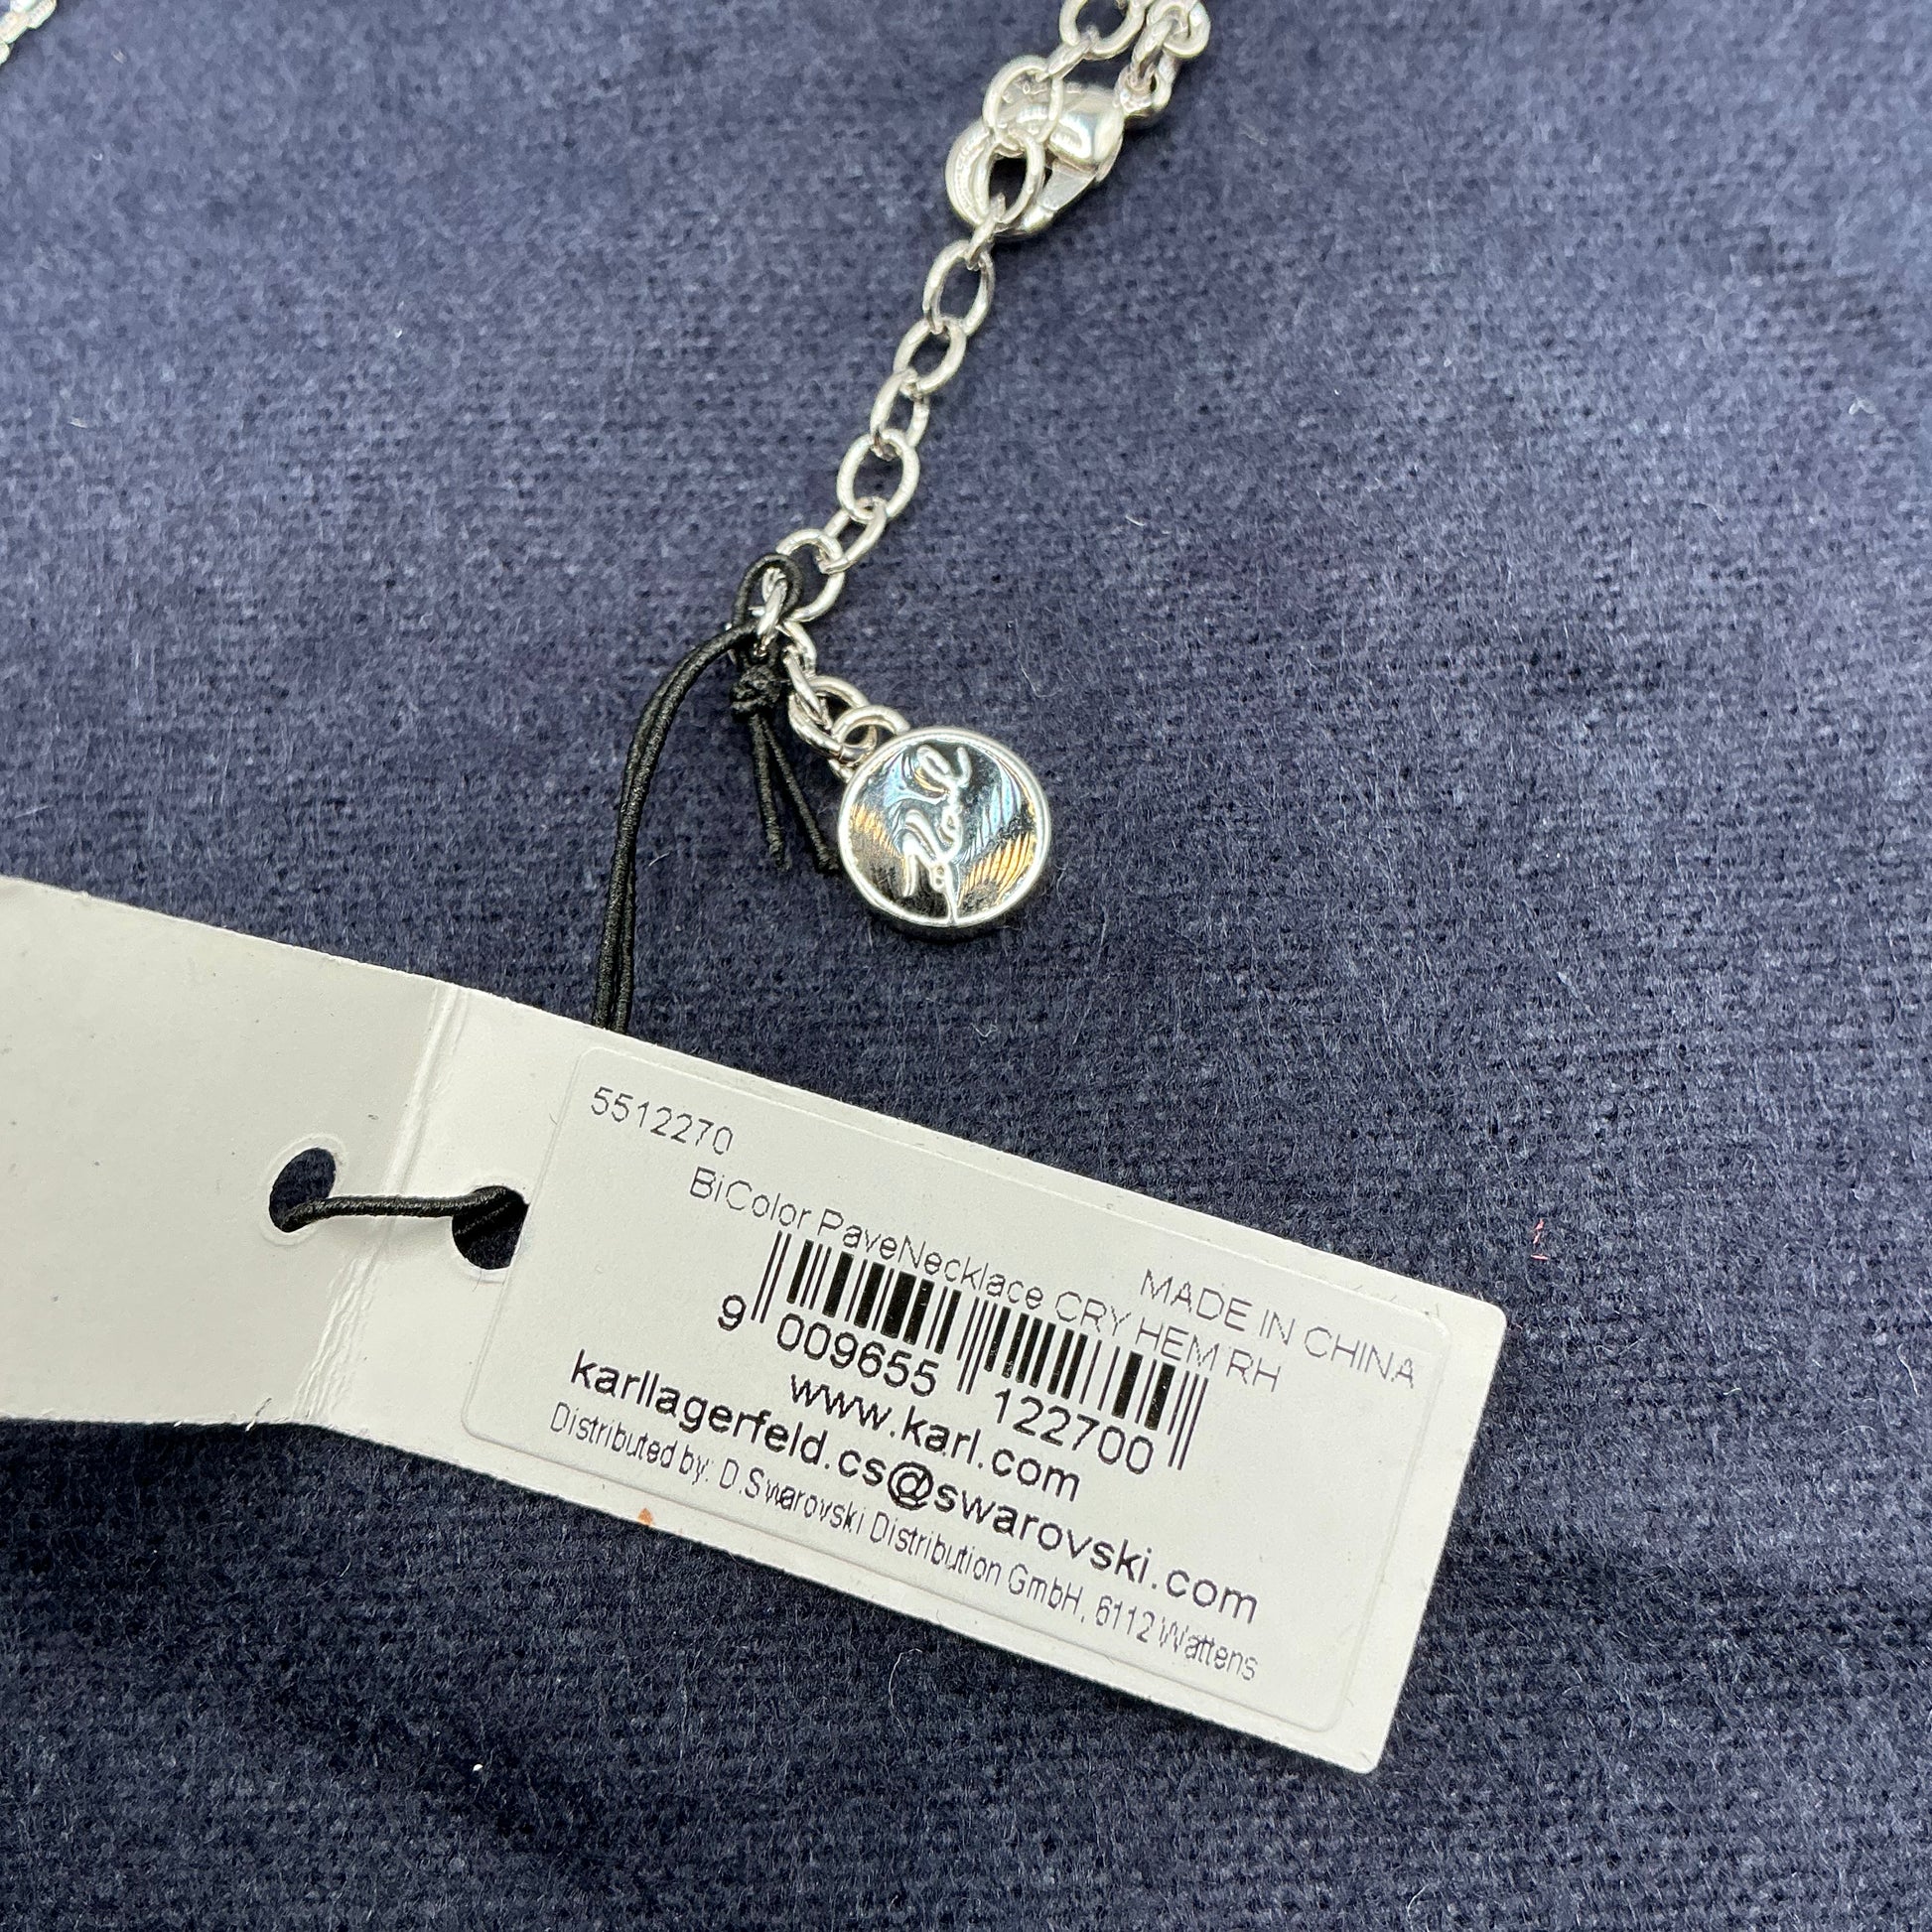 Karl
5512270
BiColor PaveNecklace CRY HEM RH
MADE IN CHINA
9 009655 122700
www.karl.com
karllagerfeld.cs@swarovski.com
Distributed by: D.Swarovski Distribution GmbH, 6112 Wattens